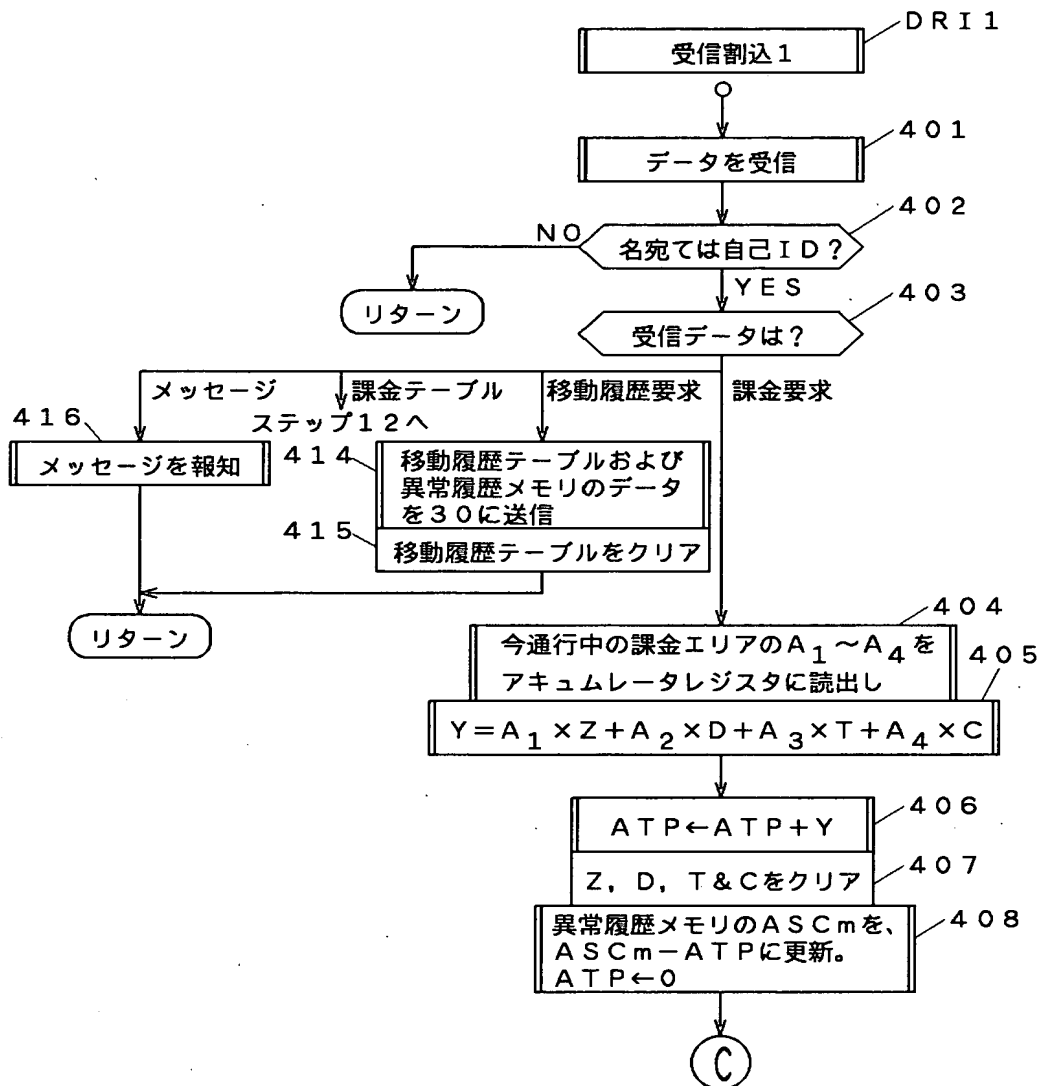 DRI1
受信割込1
401
データを受信
402
NO
名宛ては自己ID?
YES
403
リターン
受信データは?
メッセージ
課金テーブル
移動履歴要求
課金要求
ステップ12へ
416
メッセージを報知
414
移動履歴テーブルおよび
異常履歴メモリのデータ
を30に送信
415
移動履歴テーブルをクリア
リターン
404
今通行中の課金エリアのA₁～A₄を
アキュムレータレジスタに読出し
405
Y=A₁×Z+A₂×D+A₃×T+A₄×C
406
ATP←ATP+Y
407
Z,D,T&Cをクリア
408
異常履歴メモリのASCmを、
ASCm-ATPに更新。
ATP←0
C